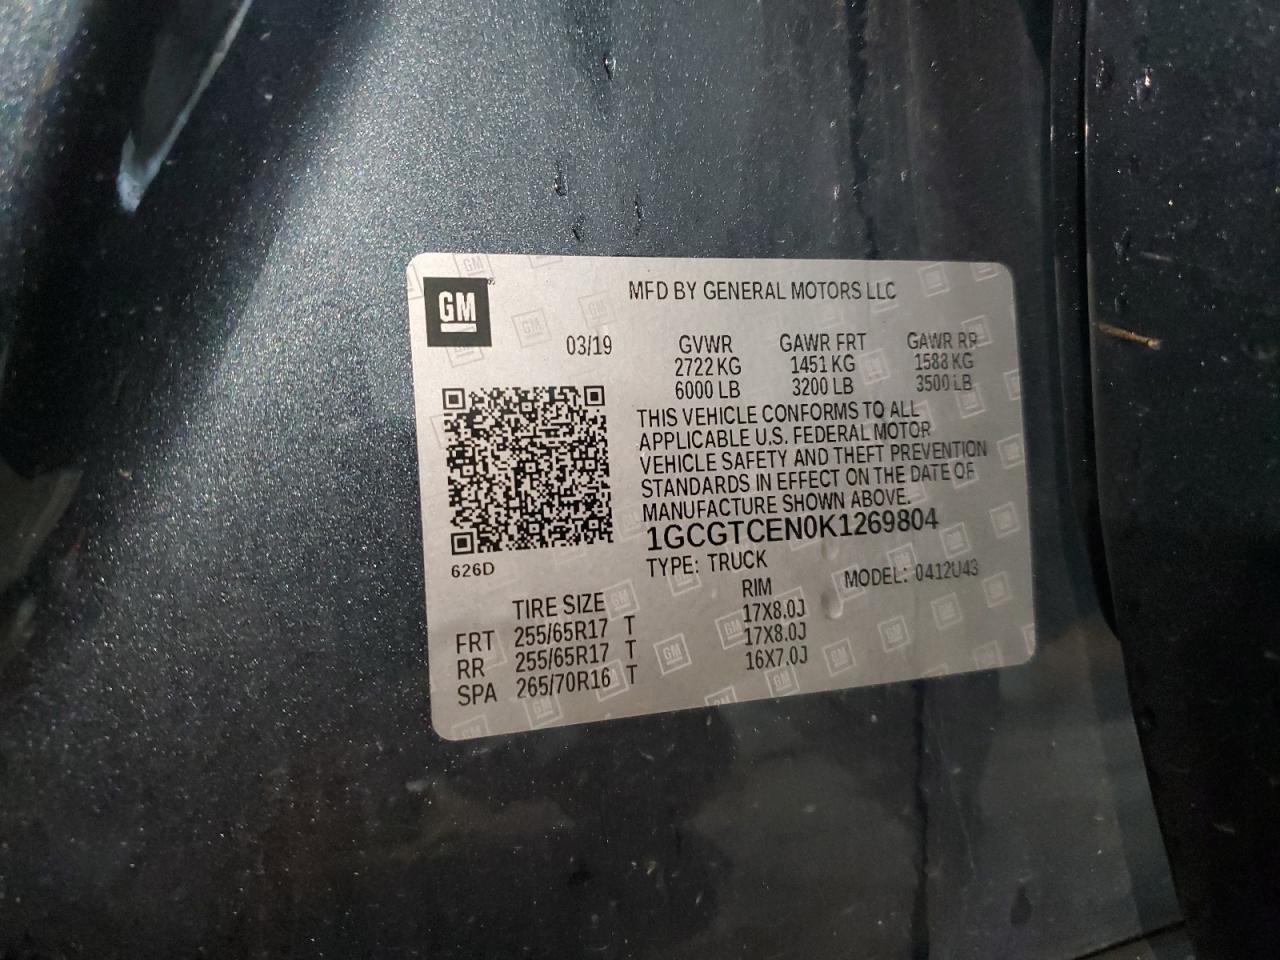 GM
MFD BY GENERAL MOTORS LLC
03/19
GVWR GAWR FRT GAWR RR
2722 KG 1451 KG 1588 KG
6000 LB 3200 LB 3500 LB
THIS VEHICLE CONFORMS TO ALL
APPLICABLE U.S. FEDERAL MOTOR
VEHICLE SAFETY AND THEFT PREVENTION
STANDARDS IN EFFECT ON THE DATE OF
MANUFACTURE SHOWN ABOVE.
1GCGTCEN0K1269804
626D
TYPE: TRUCK
MODEL: 0412U43
TIRE SIZE RIM
FRT 255/65R17 T 17X8.0J
RR 255/65R17 T 17X8.0J
SPA 265/70R16 T 16X7.0J